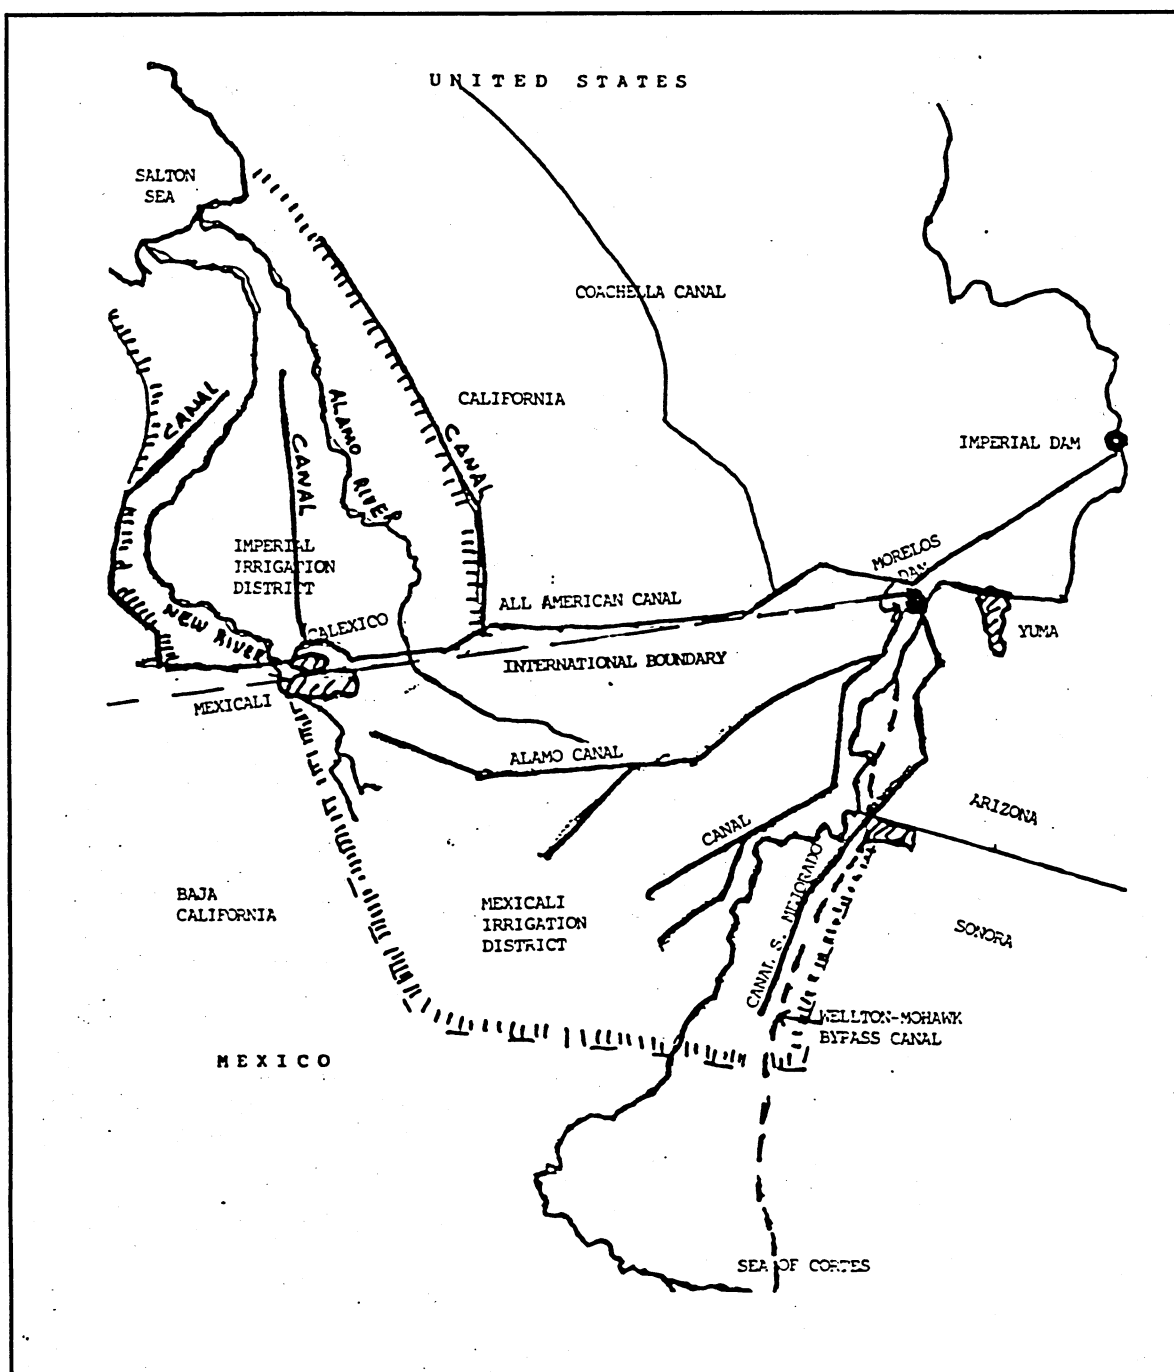 UNITED STATES
SALTON
SEA
COACHELLA CANAL
CANAL
ALAMO
RIVER
CANAL
CANAL
CALIFORNIA
IMPERIAL DAM
MORELOS
DAM
IMPERIAL
IRRIGATION
DISTRICT
NEW RIVER
CALEXICO
ALL AMERICAN CANAL
YUMA
INTERNATIONAL BOUNDARY
MEXICALI
ALAMO CANAL
ARIZONA
CANAL
BAJA
CALIFORNIA
MEXICALI
IRRIGATION
DISTRICT
CANAL S. MEJORADO
SONORA
WELLTON-MOHAWK
BYPASS CANAL
MEXICO
SEA OF CORTES